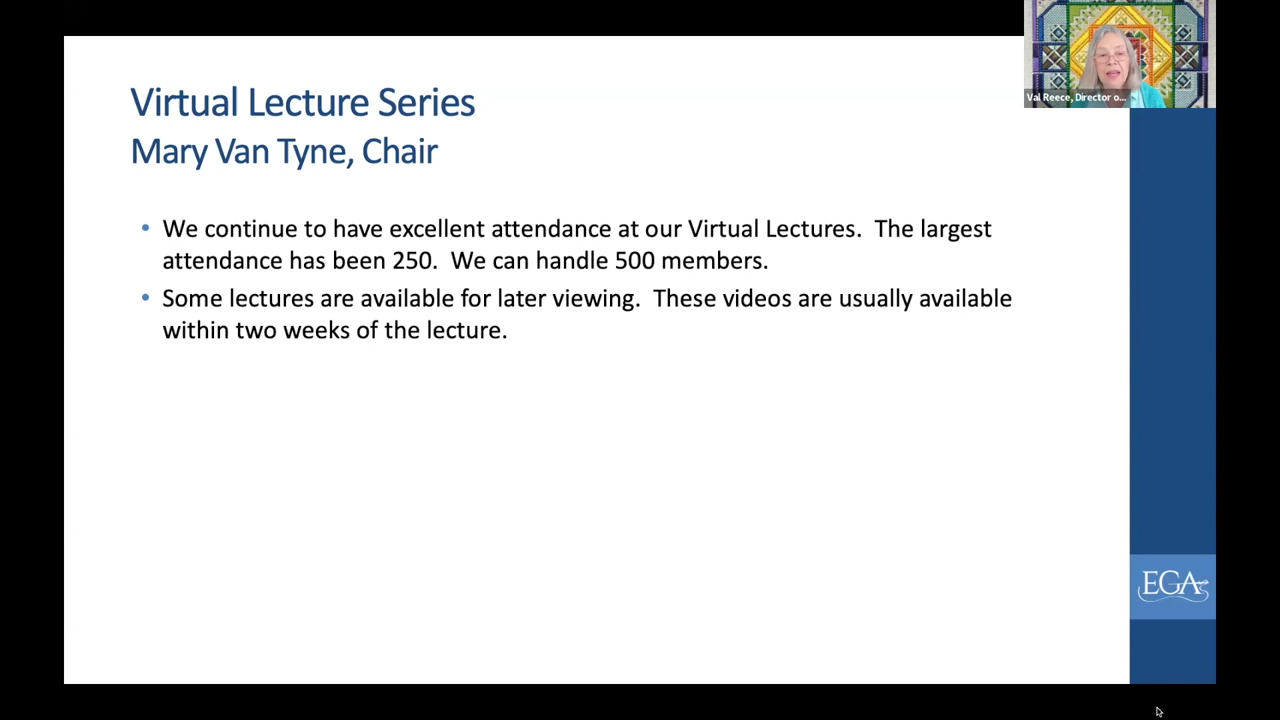 Virtual Lecture Series
Mary Van Tyne, Chair
• We continue to have excellent attendance at our Virtual Lectures.  The largest
attendance has been 250.  We can handle 500 members.
• Some lectures are available for later viewing.  These videos are usually available
within two weeks of the lecture.
Val Reece, Director o...
EGA